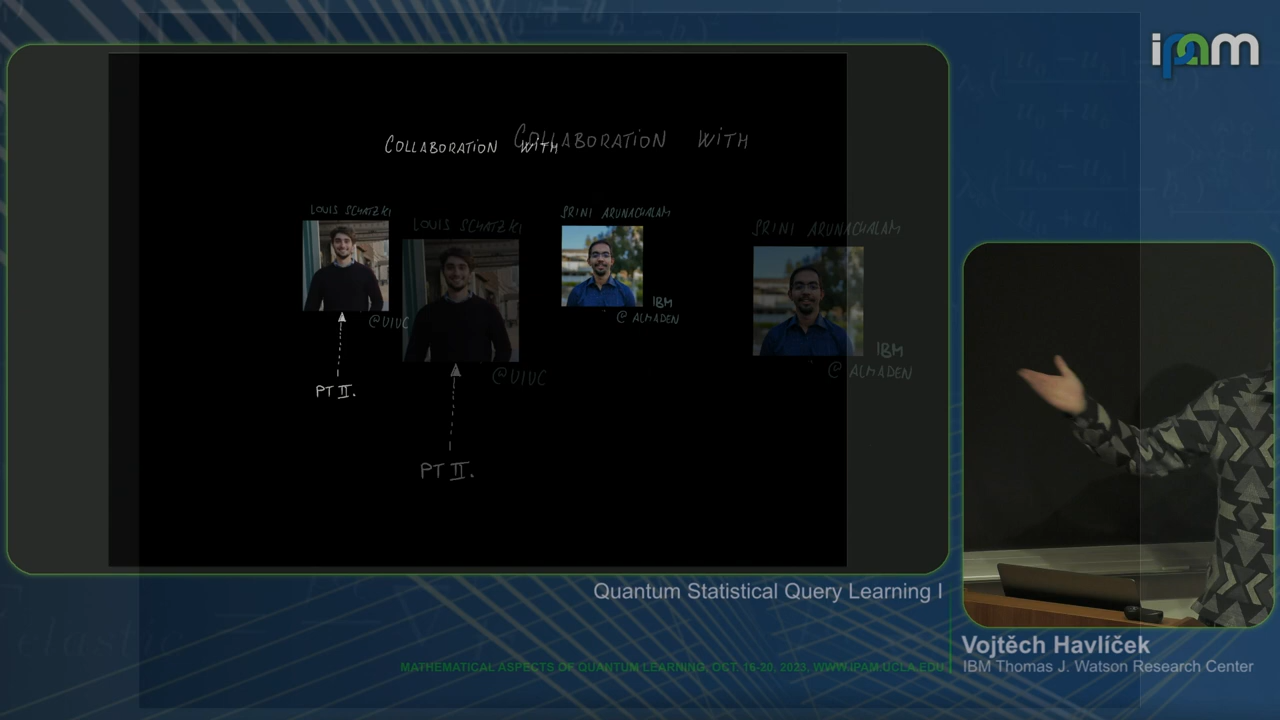 ipam
COLLABORATION WITH
COLLABORATION WITH
LOUIS SCHATZKI
SRINI ARUNACHALAM
LOUIS SCHATZKI
SRINI ARUNACHALAM
IBM
@ ALMADEN
@UIUC
IBM
@ ALMADEN
@UIUC
PT II.
PT II.
Quantum Statistical Query Learning I
Vojtěch Havlíček
IBM Thomas J. Watson Research Center
MATHEMATICAL ASPECTS OF QUANTUM LEARNING, OCT. 16-20, 2023, WWW.IPAM.UCLA.EDU